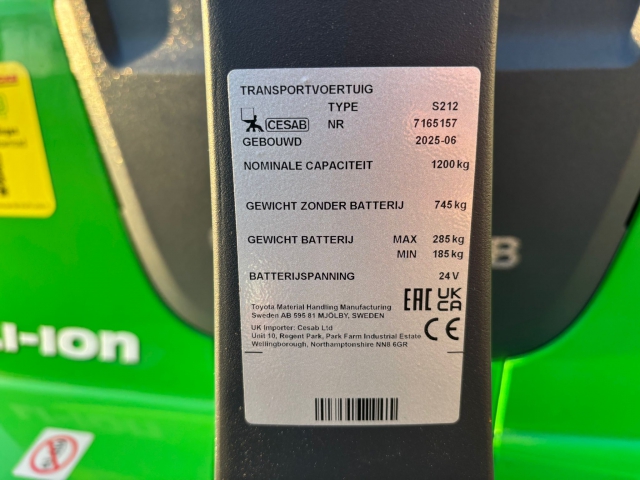 TRANSPORTVOERTUIG
TYPE S212
CESAB NR 7165157
GEBOUWD 2025-06
NOMINALE CAPACITEIT 1200 kg
GEWICHT ZONDER BATTERIJ 745 kg
GEWICHT BATTERIJ MAX 285 kg
MIN 185 kg
BATTERIJSPANNING 24 V
Toyota Material Handling Manufacturing
Sweden AB 595 81 MJÖLBY, SWEDEN
EAC UKCA
UK Importer: Cesab Ltd
Unit 10, Regent Park, Park Farm Industrial Estate
Wellingborough, Northamptonshire NN8 6GR
CE
B
LI-ION